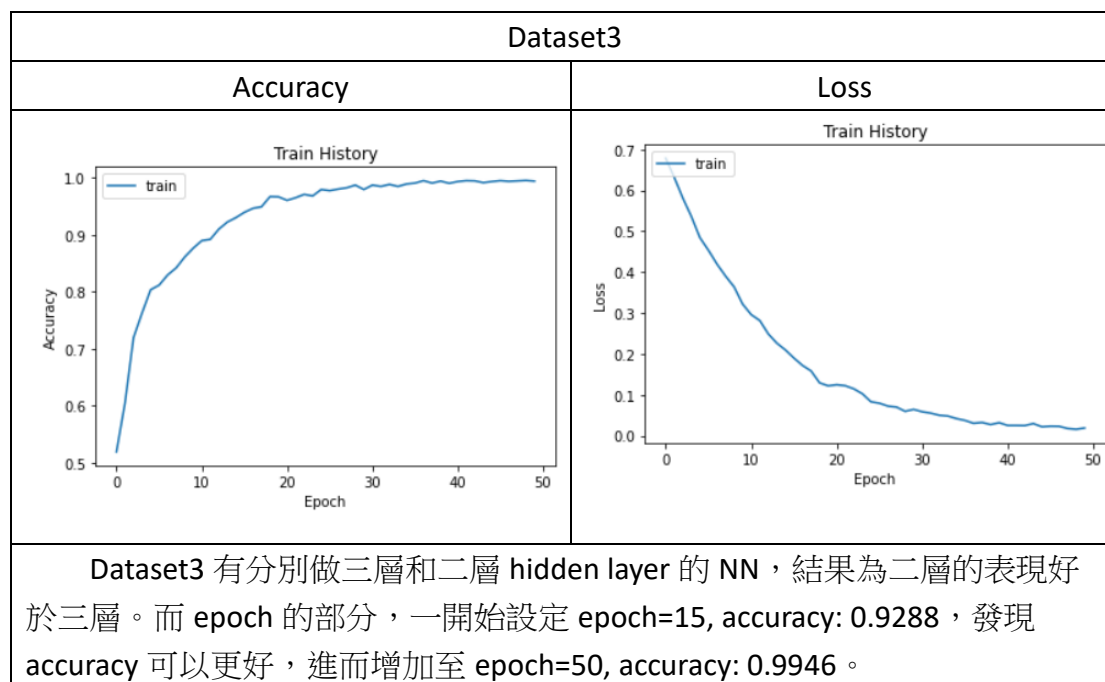 Dataset3
Accuracy
Loss
Train History
train
1.0
0.9
0.8
0.7
0.6
0.5
Accuracy
0
10
20
30
40
50
Epoch
Train History
train
0.7
0.6
0.5
0.4
0.3
0.2
0.1
0.0
Loss
0
10
20
30
40
50
Epoch
Dataset3 有分別做三層和二層 hidden layer 的 NN，結果為二層的表現好
於三層。而 epoch 的部分，一開始設定 epoch=15, accuracy: 0.9288，發現
accuracy 可以更好，進而增加至 epoch=50, accuracy: 0.9946。